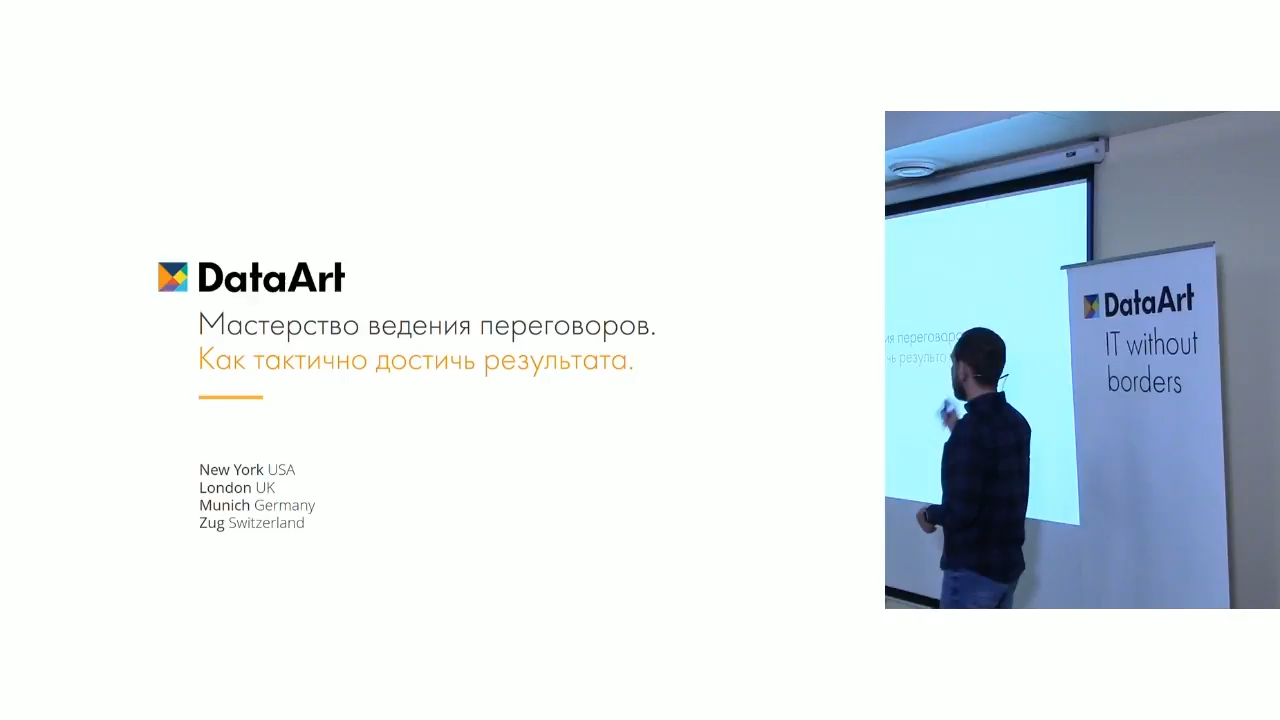 DataArt
Мастерство ведения переговоров.
Как тактично достичь результата.
New York USA
London UK
Munich Germany
Zug Switzerland
DataArt
IT without
borders